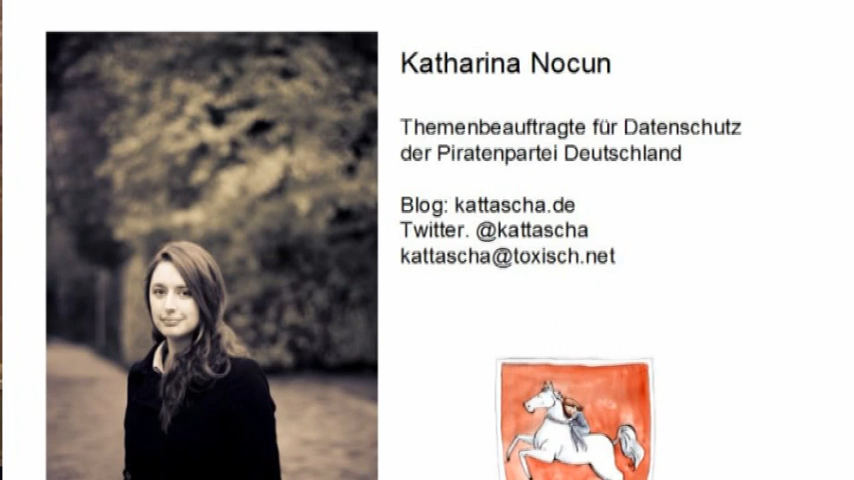 Katharina Nocun
Themenbeauftragte für Datenschutz
der Piratenpartei Deutschland
Blog: kattascha.de
Twitter. @kattascha
kattascha@toxisch.net